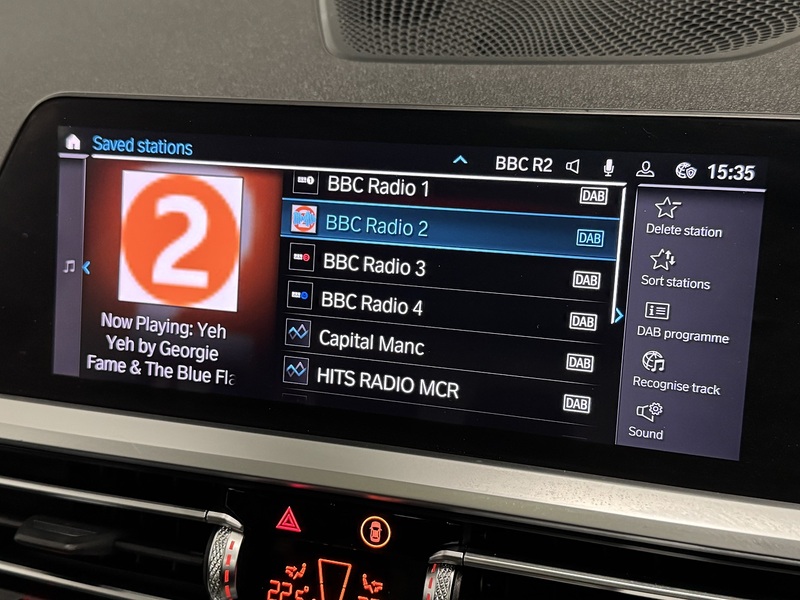 Saved stations
BBC R2
15:35
2
Now Playing: Yeh
Yeh by Georgie
Fame & The Blue Fla
BBC Radio 1
DAB
BBC Radio 2
DAB
BBC Radio 3
DAB
BBC Radio 4
DAB
Capital Manc
DAB
HITS RADIO MCR
DAB
Delete station
Sort stations
DAB programme
Recognise track
Sound
22.5